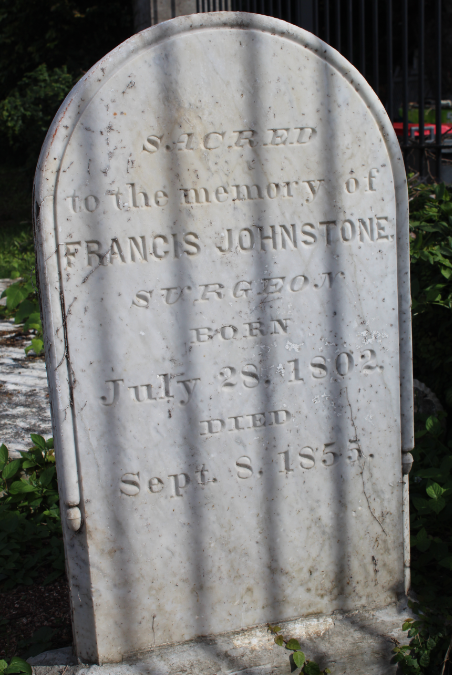 SACRED
to the memory of
FRANCIS JOHNSTONE.
SURGEON
BORN
July 28. 1802.
DIED
Sept. 8. 1855.